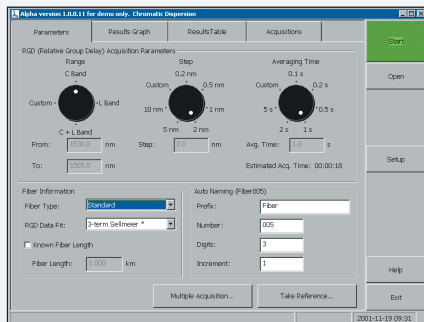 Alpha version 1.0.0.11 for demo only. Chromatic Dispersion
Parameters
Results Graph
ResultsTable
Acquisitions
Start
Open
Setup
Help
Exit
RGD (Relative Group Delay) Acquisition Parameters
Range
C Band
Custom
L Band
C + L Band
From: 1530.0 nm
To: 1565.0 nm
Step
0.2 nm
Custom
0.5 nm
10 nm
1 nm
5 nm
2 nm
Step: 2.0 nm
Averaging Time
0.1 s
Custom
0.2 s
5 s
0.5 s
2 s
1 s
Avg. Time: 1.0 s
Estimated Acq. Time: 00:00:18
Fiber Information
Fiber Type: Standard
RGD Data Fit: 3-term Sellmeier *
Known Fiber Length
Fiber Length: 1.000 km
Auto Naming (Fiber005)
Prefix: Fiber
Number: 005
Digits: 3
Increment: 1
Multiple Acquisition...
Take Reference...
2001-11-19 09:31